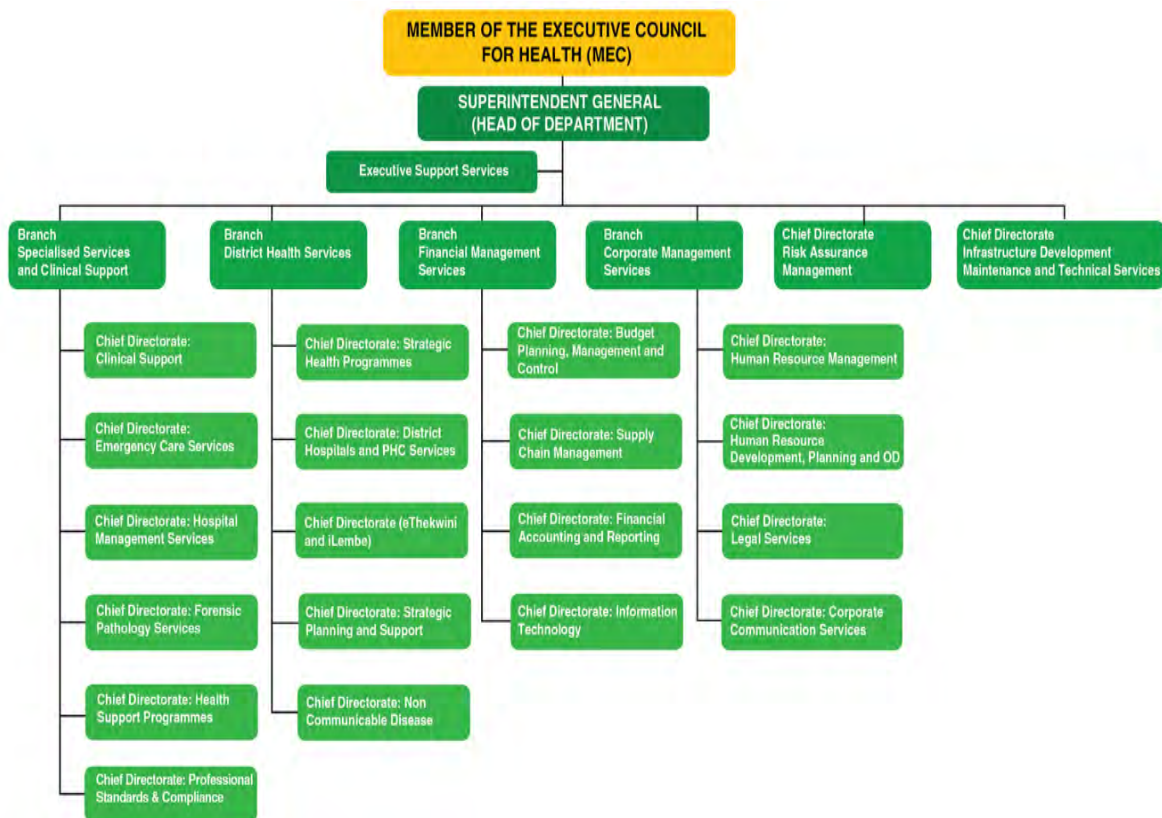 MEMBER OF THE EXECUTIVE COUNCIL
FOR HEALTH (MEC)
SUPERINTENDENT GENERAL
(HEAD OF DEPARTMENT)
Executive Support Services
Branch
Specialised Services
and Clinical Support
Branch
District Health Services
Branch
Financial Management
Services
Branch
Corporate Management
Services
Chief Directorate
Risk Assurance
Management
Chief Directorate
Infrastructure Development
Maintenance and Technical Services
Chief Directorate:
Clinical Support
Chief Directorate:
Emergency Care Services
Chief Directorate: Hospital
Management Services
Chief Directorate: Forensic
Pathology Services
Chief Directorate: Health
Support Programmes
Chief Directorate: Professional
Standards & Compliance
Chief Directorate: Strategic
Health Programmes
Chief Directorate: District
Hospitals and PHC Services
Chief Directorate (eThekwini
and iLembe)
Chief Directorate: Strategic
Planning and Support
Chief Directorate: Non
Communicable Disease
Chief Directorate: Budget
Planning, Management and
Control
Chief Directorate: Supply
Chain Management
Chief Directorate: Financial
Accounting and Reporting
Chief Directorate: Information
Technology
Chief Directorate:
Human Resource Management
Chief Directorate:
Human Resource
Development, Planning and OD
Chief Directorate:
Legal Services
Chief Directorate: Corporate
Communication Services